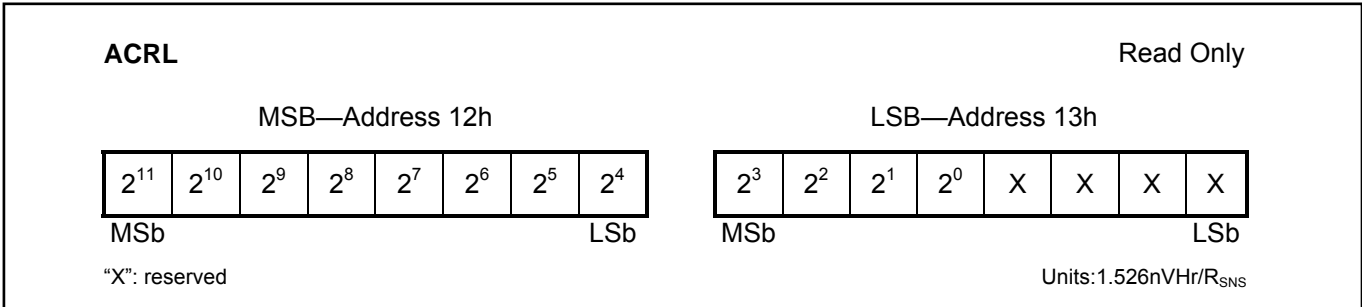 ACRL Read Only
MSB—Address 12h LSB—Address 13h
2¹¹ 2¹⁰ 2⁹ 2⁸ 2⁷ 2⁶ 2⁵ 2⁴ 2³ 2² 2¹ 2⁰ X X X X
MSb LSb MSb LSb
“X”: reserved Units:1.526nVHr/R_SNS